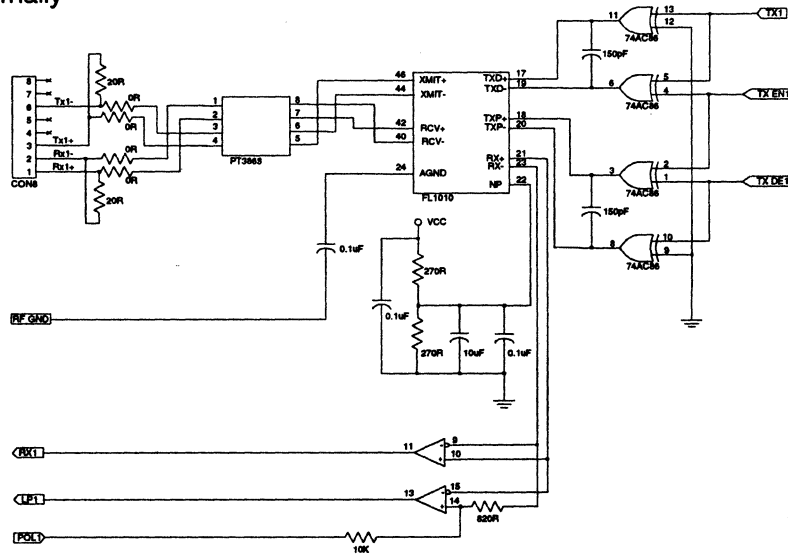 mally
TX1
TX EN1
TX DE1
13
12
11
74AC86
150pF
5
4
6
74AC86
2
1
3
74AC86
150pF
10
9
8
74AC86
8
7
6
5
4
3
2
1
CON8
Tx1-
Tx1+
Rx1-
Rx1+
20R
0R
0R
0R
0R
20R
1
2
3
4
8
7
6
5
PT3863
46
44
42
40
24
XMIT+
XMIT-
RCV+
RCV-
AGND
TXD+
TXD-
TXP+
TXP-
RX+
RX-
NP
17
19
18
20
21
23
22
FL1010
VCC
0.1uF
270R
0.1uF
270R
10uF
0.1uF
RF GND
RX1
11
9
10
LP1
13
15
14
820R
POL1
10K